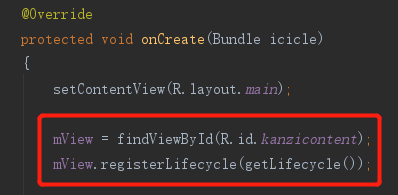 @Override
protected void onCreate(Bundle icicle)
{
setContentView(R.layout.main);
mView = findViewById(R.id.kanzicontent);
mView.registerLifecycle(getLifecycle());